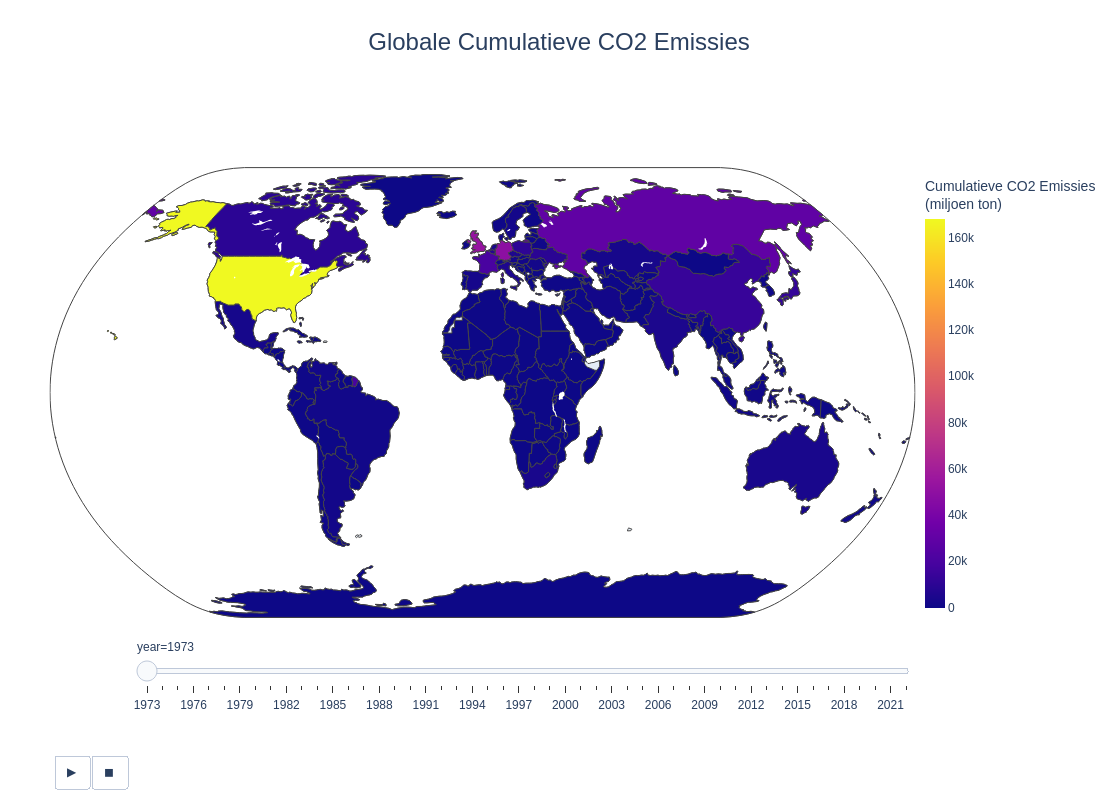 Globale Cumulatieve CO2 Emissies
Cumulatieve CO2 Emissies
(miljoen ton)
160k
140k
120k
100k
80k
60k
40k
20k
0
year=1973
1973 1976 1979 1982 1985 1988 1991 1994 1997 2000 2003 2006 2009 2012 2015 2018 2021